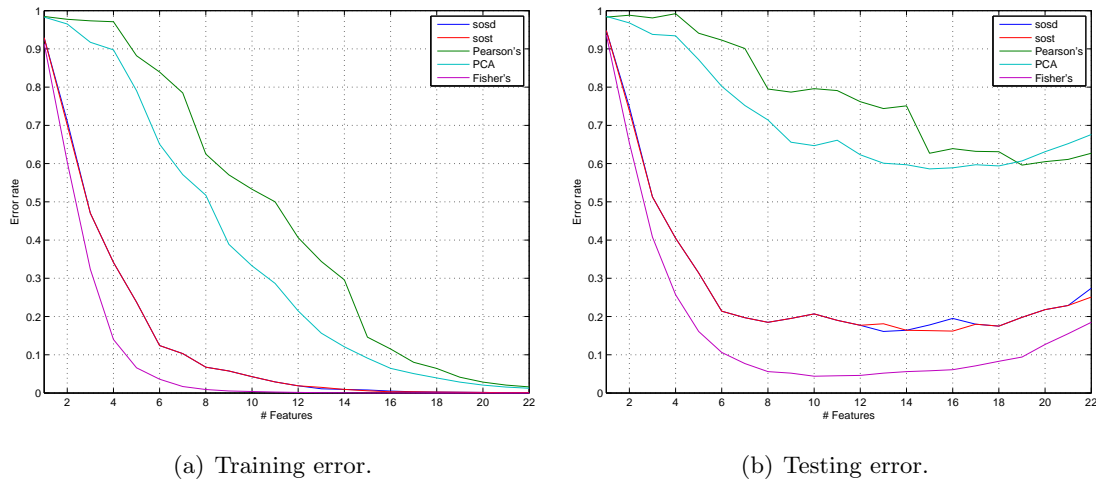 1
0.9
0.8
0.7
0.6
0.5
0.4
0.3
0.2
0.1
0
Error rate
2 4 6 8 10 12 14 16 18 20 22
# Features
sosd
sost
Pearson's
PCA
Fisher's
(a) Training error.
1
0.9
0.8
0.7
0.6
0.5
0.4
0.3
0.2
0.1
0
Error rate
2 4 6 8 10 12 14 16 18 20 22
# Features
sosd
sost
Pearson's
PCA
Fisher's
(b) Testing error.